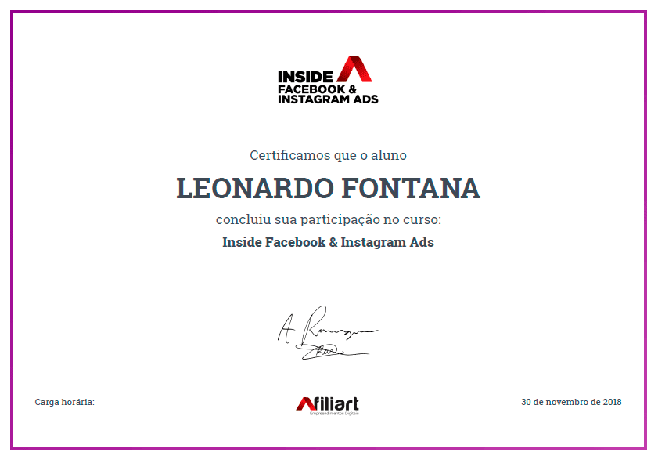 INSIDE
FACEBOOK &
INSTAGRAM ADS
Certificamos que o aluno
LEONARDO FONTANA
concluiu sua participação no curso:
Inside Facebook & Instagram Ads
Carga horária:
Afiliart
30 de novembro de 2018